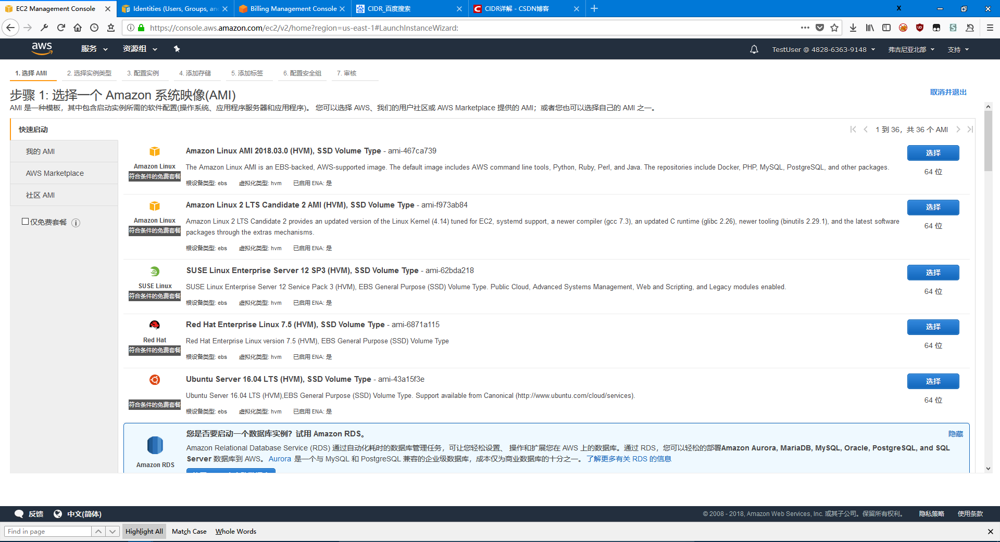 EC2 Management Console
Identities (Users, Groups, an
Billing Management Console
CIDR_百度搜索
CIDR详解 - CSDN博客
X
https://console.aws.amazon.com/ec2/v2/home?region=us-east-1#LaunchInstanceWizard:
aws
服务
资源组
TestUser @ 4828-6363-9148
弗吉尼亚北部
支持
1. 选择 AMI
2. 选择实例类型
3. 配置实例
4. 添加存储
5. 添加标签
6. 配置安全组
7. 审核
步骤 1: 选择一个 Amazon 系统映像(AMI)
取消并退出
AMI 是一种模板，其中包含启动实例所需的软件配置(操作系统、应用程序服务器和应用程序)。 您可以选择 AWS、我们的用户社区或 AWS Marketplace 提供的 AMI；或者您也可以选择自己的 AMI 之一。
快速启动
1 到 36，共 36 个 AMI
我的 AMI
AWS Marketplace
社区 AMI
仅免费套餐
Amazon Linux AMI 2018.03.0 (HVM), SSD Volume Type - ami-467ca739
选择
Amazon Linux
符合条件的免费套餐
The Amazon Linux AMI is an EBS-backed, AWS-supported image. The default image includes AWS command line tools, Python, Ruby, Perl, and Java. The repositories include Docker, PHP, MySQL, PostgreSQL, and other packages.
64 位
根设备类型: ebs 虚拟化类型: hvm 已启用 ENA: 是
Amazon Linux 2 LTS Candidate 2 AMI (HVM), SSD Volume Type - ami-f973ab84
选择
Amazon Linux
符合条件的免费套餐
Amazon Linux 2 LTS Candidate 2 provides an updated version of the Linux Kernel (4.14) tuned for EC2, systemd support, a newer compiler (gcc 7.3), an updated C runtime (glibc 2.26), newer tooling (binutils 2.29.1), and the latest software
packages through the extras mechanisms.
64 位
根设备类型: ebs 虚拟化类型: hvm 已启用 ENA: 是
SUSE Linux Enterprise Server 12 SP3 (HVM), SSD Volume Type - ami-62bda218
选择
SUSE Linux
符合条件的免费套餐
SUSE Linux Enterprise Server 12 Service Pack 3 (HVM), EBS General Purpose (SSD) Volume Type. Public Cloud, Advanced Systems Management, Web and Scripting, and Legacy modules enabled.
64 位
根设备类型: ebs 虚拟化类型: hvm 已启用 ENA: 是
Red Hat Enterprise Linux 7.5 (HVM), SSD Volume Type - ami-6871a115
选择
Red Hat
符合条件的免费套餐
Red Hat Enterprise Linux version 7.5 (HVM), EBS General Purpose (SSD) Volume Type
64 位
根设备类型: ebs 虚拟化类型: hvm 已启用 ENA: 是
Ubuntu Server 16.04 LTS (HVM), SSD Volume Type - ami-43a15f3e
选择
符合条件的免费套餐
Ubuntu Server 16.04 LTS (HVM),EBS General Purpose (SSD) Volume Type. Support available from Canonical (http://www.ubuntu.com/cloud/services).
64 位
根设备类型: ebs 虚拟化类型: hvm 已启用 ENA: 是
您是否要启动一个数据库实例？试用 Amazon RDS。
隐藏
Amazon RDS
Amazon Relational Database Service (RDS) 通过自动化耗时的数据库管理任务，可让您轻松设置、 操作和扩展您在 AWS 上的数据库。通过 RDS，您可以轻松的部署Amazon Aurora, MariaDB, MySQL, Oracle, PostgreSQL, and SQL
Server 数据库到 AWS。 Aurora 是一个与 MySQL 和 PostgreSQL 兼容的企业级数据库，成本仅为商业数据库的十分之一。 了解更多有关 RDS 的信息
反馈
中文(简体)
© 2008 - 2018, Amazon Web Services, Inc. 或其子公司。保留所有权利。
隐私策略
使用条款
Find in page
Highlight All
Match Case
Whole Words